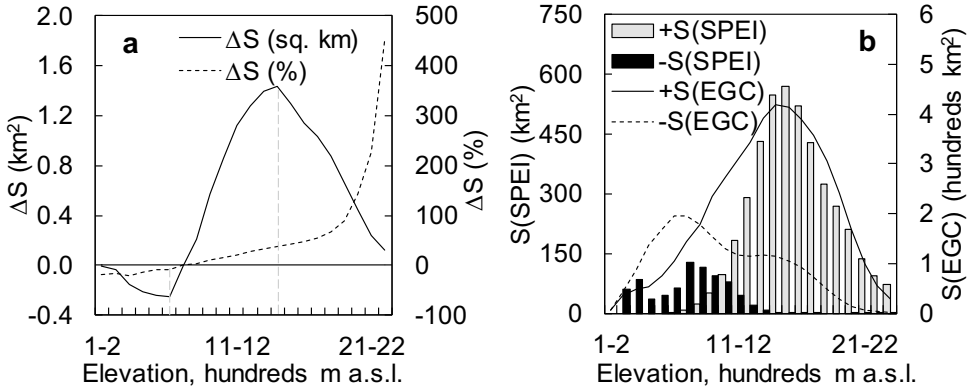 a
ΔS (sq. km)
ΔS (%)
ΔS (km²)
2.0
1.6
1.2
0.8
0.4
0.0
-0.4
500
400
300
200
100
0
-100
ΔS (%)
1-2 11-12 21-22
Elevation, hundreds m a.s.l.
b
+S(SPEI)
-S(SPEI)
+S(EGC)
-S(EGC)
S(SPEI) (km²)
750
600
450
300
150
0
6
5
4
3
2
1
0
S(EGC) (hundreds km²)
1-2 11-12 21-22
Elevation, hundreds m a.s.l.